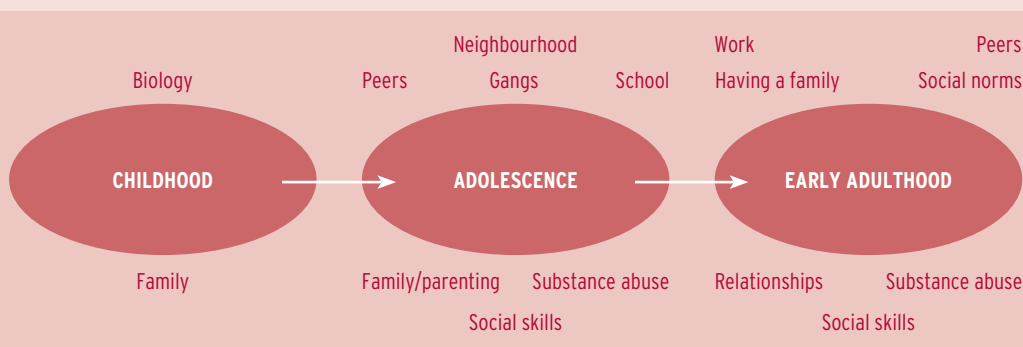 Neighbourhood
Work
Peers
Biology
Peers
Gangs
School
Having a family
Social norms
CHILDHOOD
ADOLESCENCE
EARLY ADULTHOOD
Family
Family/parenting
Substance abuse
Relationships
Substance abuse
Social skills
Social skills